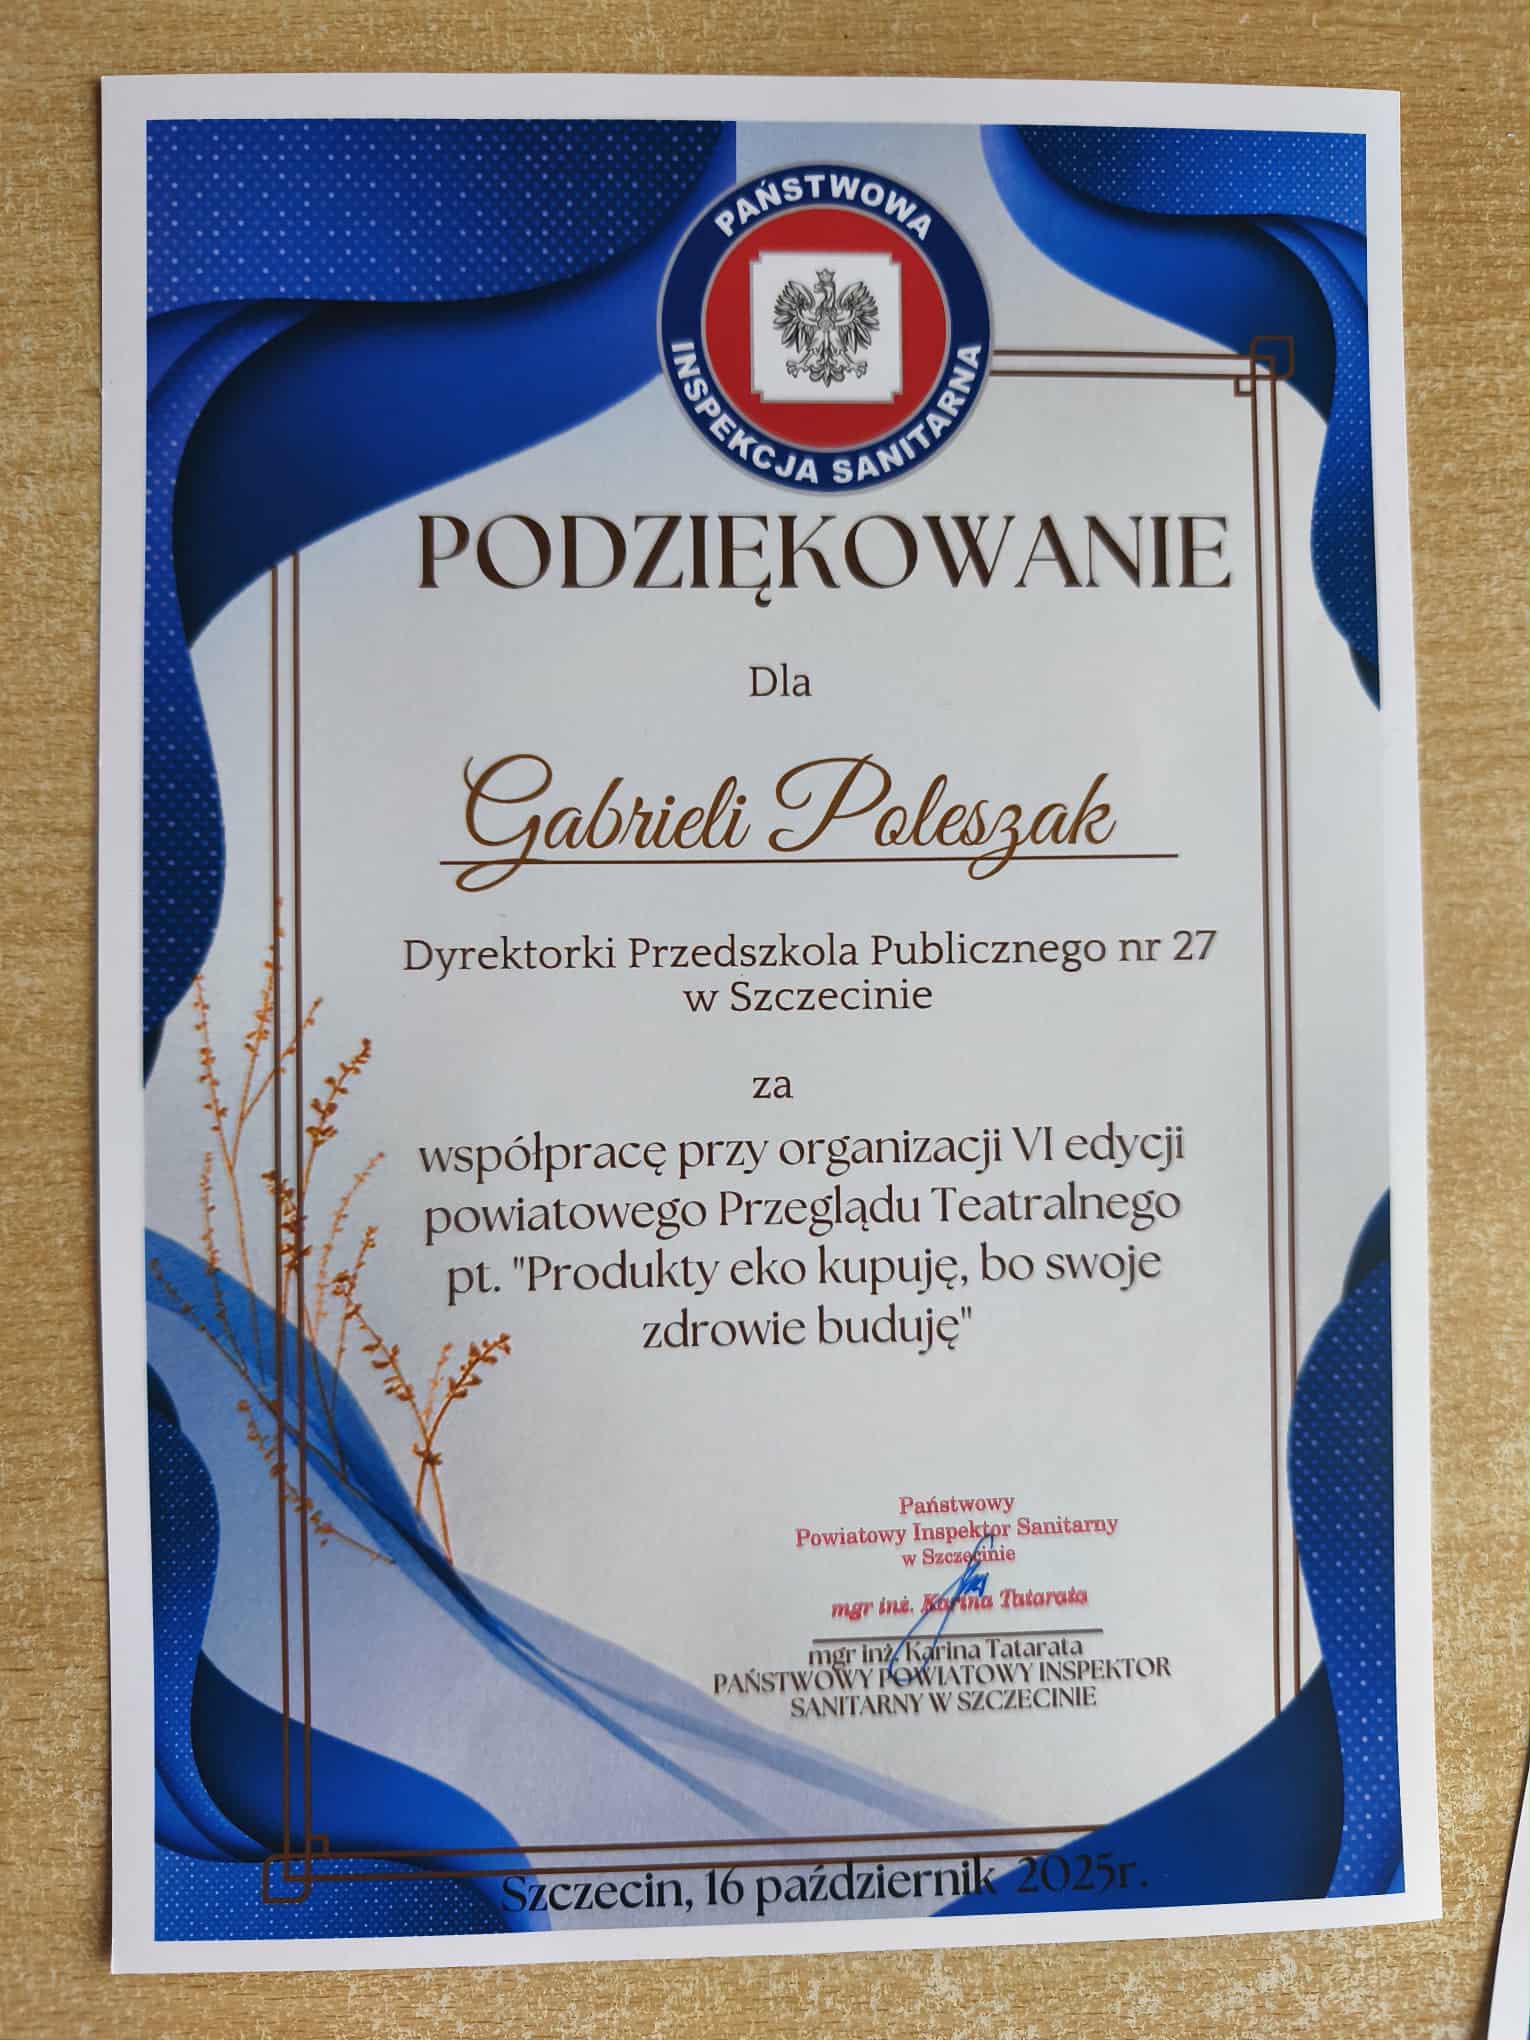 PAŃSTWOWA
INSPEKCJA SANITARNA
PODZIĘKOWANIE
Dla
Gabrieli Poleszak
Dyrektorki Przedszkola Publicznego nr 27
w Szczecinie
za
współpracę przy organizacji VI edycji
powiatowego Przeglądu Teatralnego
pt. "Produkty eko kupuję, bo swoje
zdrowie buduję"
Państwowy
Powiatowy Inspektor Sanitarny
w Szczecinie
mgr inż. Karina Tatarata
mgr inż. Karina Tatarata
PAŃSTWOWY POWIATOWY INSPEKTOR
SANITARNY W SZCZECINIE
Szczecin, 16 październik 2025r.